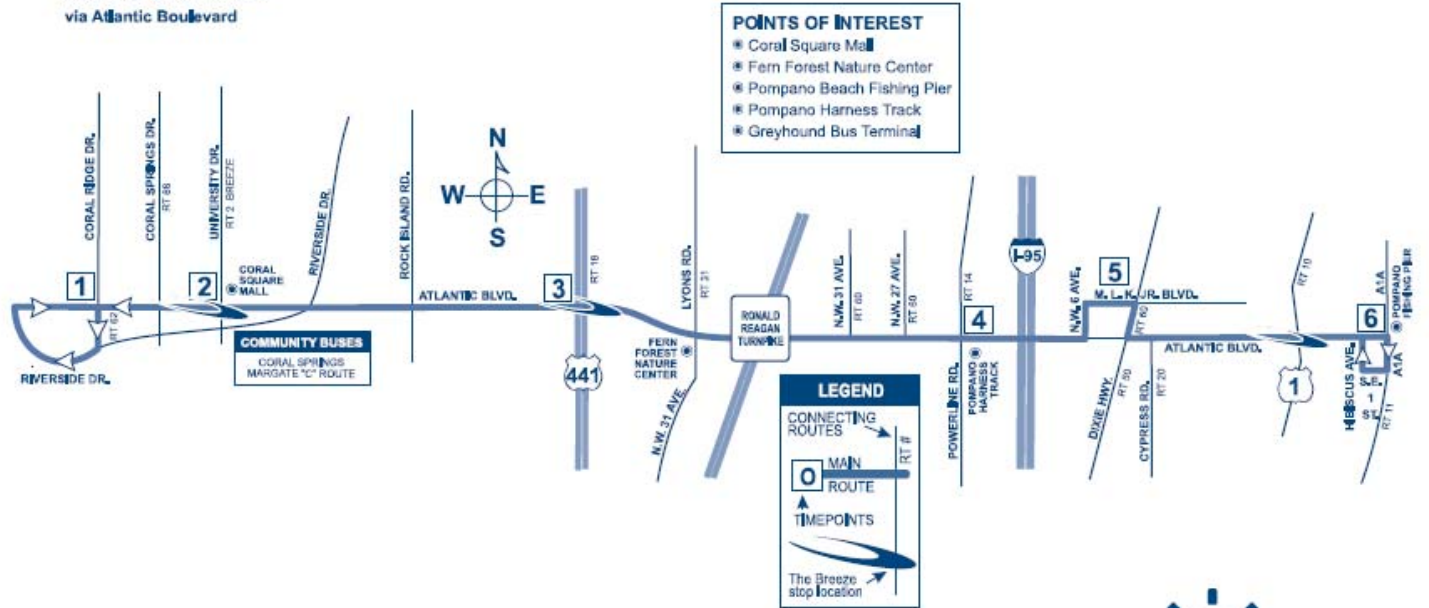 via Atlantic Boulevard
POINTS OF INTEREST
Coral Square Mall
Fern Forest Nature Center
Pompano Beach Fishing Pier
Pompano Harness Track
Greyhound Bus Terminal
CORAL RIDGE DR.
CORAL SPRINGS DR.
RT 66
UNIVERSITY DR.
RT 2 BREEZE
RIVERSIDE DR.
ROCK ISLAND RD.
N
W E
S
1
RT 62
2
CORAL
SQUARE
MALL
ATLANTIC BLVD.
RIVERSIDE DR.
COMMUNITY BUSES
CORAL SPRINGS
MARGATE "C" ROUTE
3
RT 18
441
LYONS RD.
RT 31
FERN
FOREST
NATURE
CENTER
N.W. 31 AVE.
RONALD
REAGAN
TURNPIKE
N.W. 31 AVE.
RT 60
N.W. 27 AVE.
RT 60
RT 14
4
POWERLINE RD.
POMPANO
HARNESS
TRACK
I-95
N.W. 6 AVE.
5
M. L. K. JR. BLVD.
RT 60
DIXIE HWY.
RT 50
CYPRESS RD.
RT 20
ATLANTIC BLVD.
RT 10
1
6
A1A
POMPANO
FISHING PIER
HIBISCUS AVE.
S.E.
1
ST.
A1A
RT 11
LEGEND
CONNECTING
ROUTES
RT #
0
MAIN
ROUTE
TIMEPOINTS
The Breeze
stop location